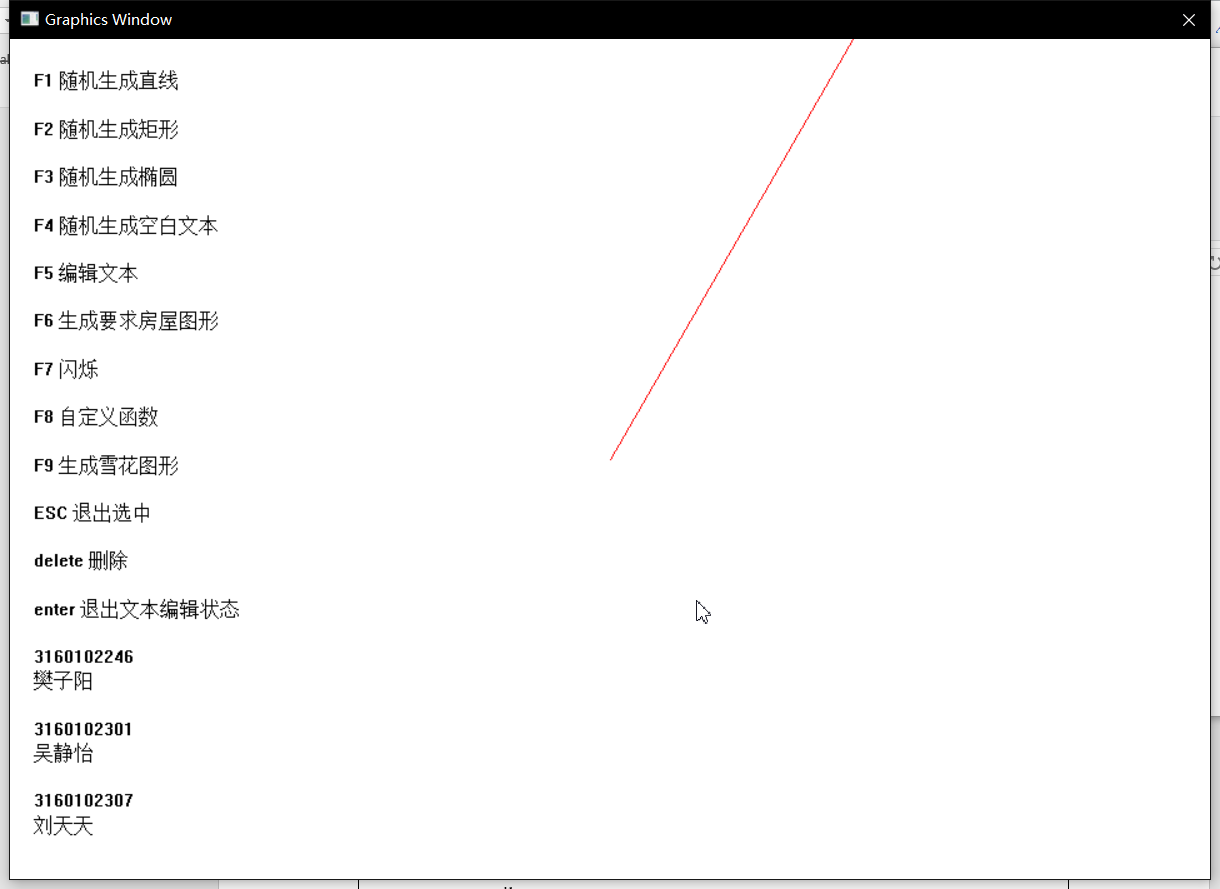 Graphics Window
F1 随机生成直线
F2 随机生成矩形
F3 随机生成椭圆
F4 随机生成空白文本
F5 编辑文本
F6 生成要求房屋图形
F7 闪烁
F8 自定义函数
F9 生成雪花图形
ESC 退出选中
delete 删除
enter 退出文本编辑状态
3160102246
樊子阳
3160102301
吴静怡
3160102307
刘天天